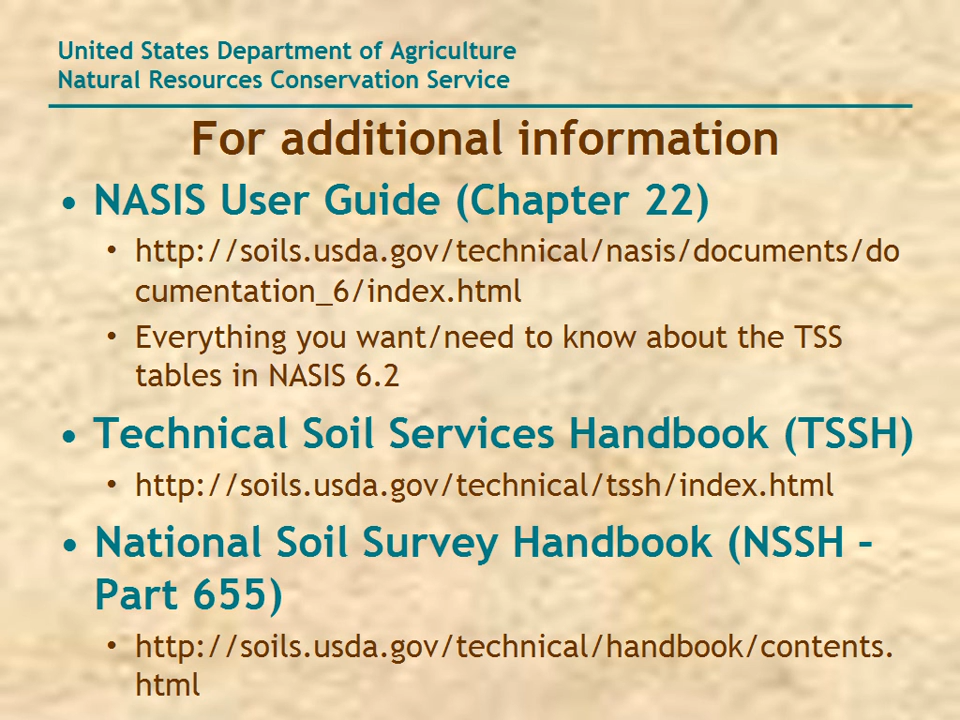 United States Department of Agriculture
Natural Resources Conservation Service
For additional information
• NASIS User Guide (Chapter 22)
• http://soils.usda.gov/technical/nasis/documents/do
cumentation_6/index.html
• Everything you want/need to know about the TSS
tables in NASIS 6.2
• Technical Soil Services Handbook (TSSH)
• http://soils.usda.gov/technical/tssh/index.html
• National Soil Survey Handbook (NSSH –
Part 655)
• http://soils.usda.gov/technical/handbook/contents.
html